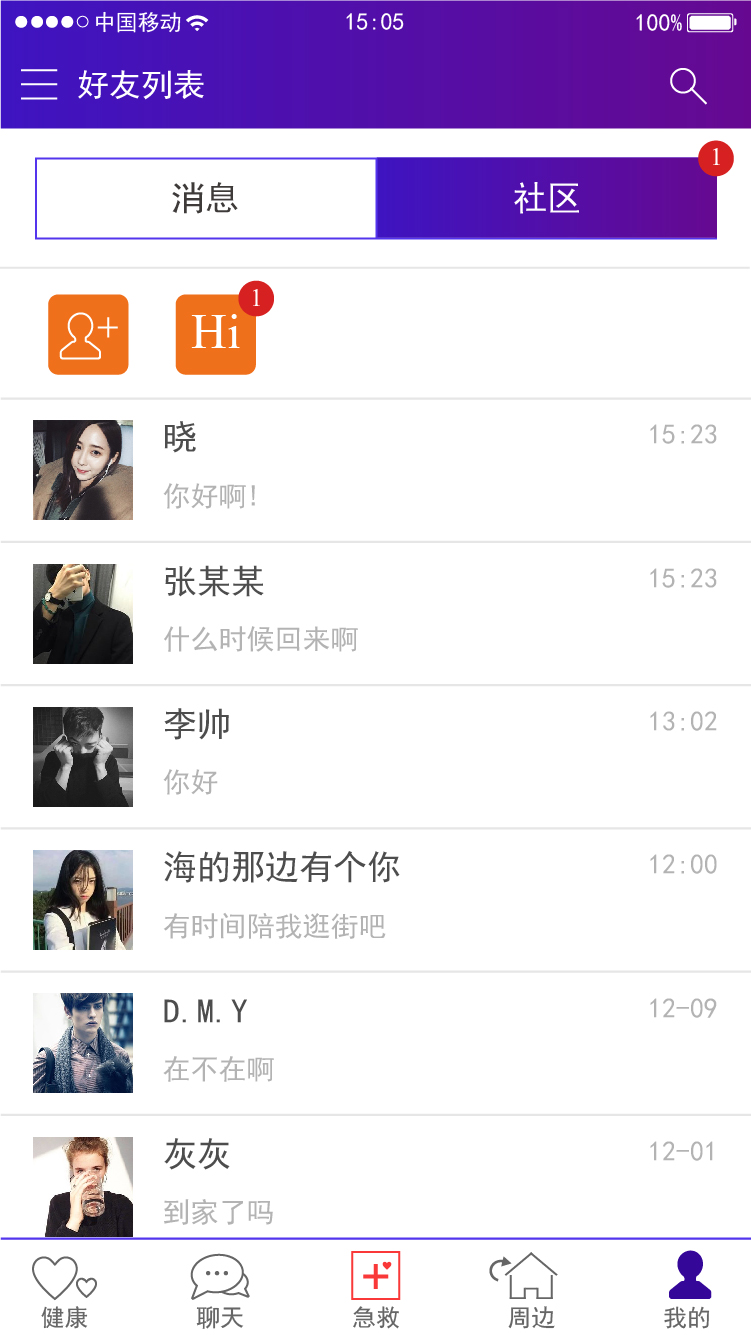 中国移动 15:05 100%
好友列表
消息 社区 1
Hi 1
晓 15:23
你好啊!
张某某 15:23
什么时候回来啊
李帅 13:02
你好
海的那边有个你 12:00
有时间陪我逛街吧
D.M.Y 12-09
在不在啊
灰灰 12-01
到家了吗
健康 聊天 急救 周边 我的